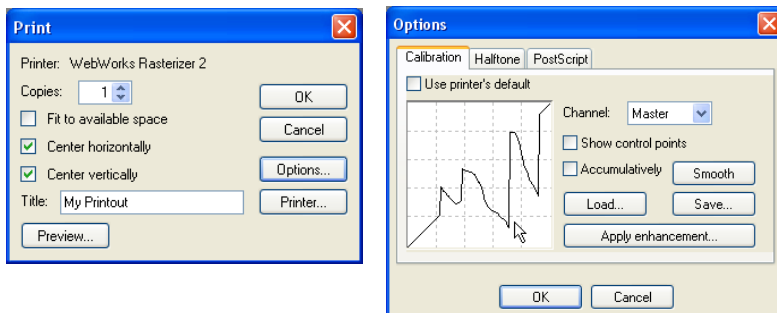 Print
Printer: WebWorks Rasterizer 2
Copies: 1
OK
Fit to available space
Cancel
Center horizontally
Center vertically
Options...
Title: My Printout
Printer...
Preview...
Options
Calibration Halftone PostScript
Use printer's default
Channel: Master
Show control points
Accumulatively
Smooth
Load... Save...
Apply enhancement...
OK Cancel